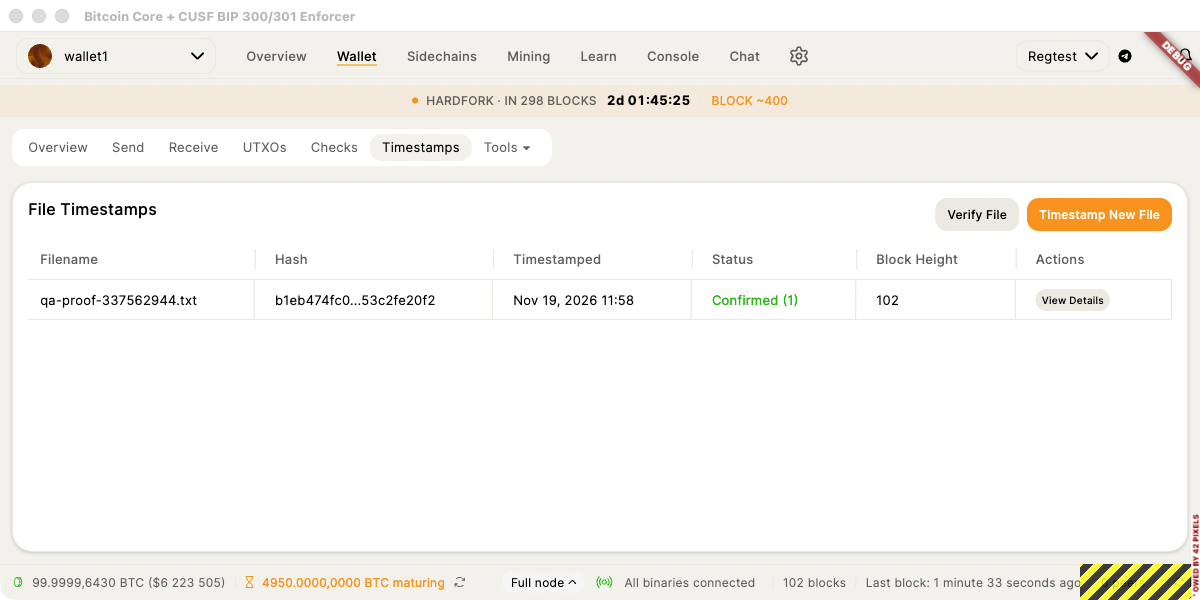 Bitcoin Core + CUSF BIP 300/301 Enforcer
wallet1
Overview
Wallet
Sidechains
Mining
Learn
Console
Chat
Regtest
DEBUG
HARDFORK · IN 298 BLOCKS 2d 01:45:25 BLOCK ~400
Overview
Send
Receive
UTXOs
Checks
Timestamps
Tools
File Timestamps
Verify File
Timestamp New File
Filename Hash Timestamped Status Block Height Actions
qa-proof-337562944.txt b1eb474fc0...53c2fe20f2 Nov 19, 2026 11:58 Confirmed (1) 102 View Details
99.9999,6430 BTC ($6 223 505)
4950.0000,0000 BTC maturing
Full node
All binaries connected
102 blocks
Last block: 1 minute 33 seconds ago
OWED BY 42 PIXELS